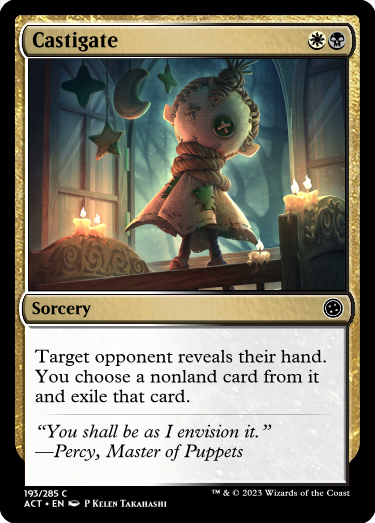 Castigate
Sorcery
Target opponent reveals their hand.
You choose a nonland card from it
and exile that card.
“You shall be as I envision it.”
—Percy, Master of Puppets
193/285 C
ACT • EN P Kelen Takahashi
™ & © 2023 Wizards of the Coast